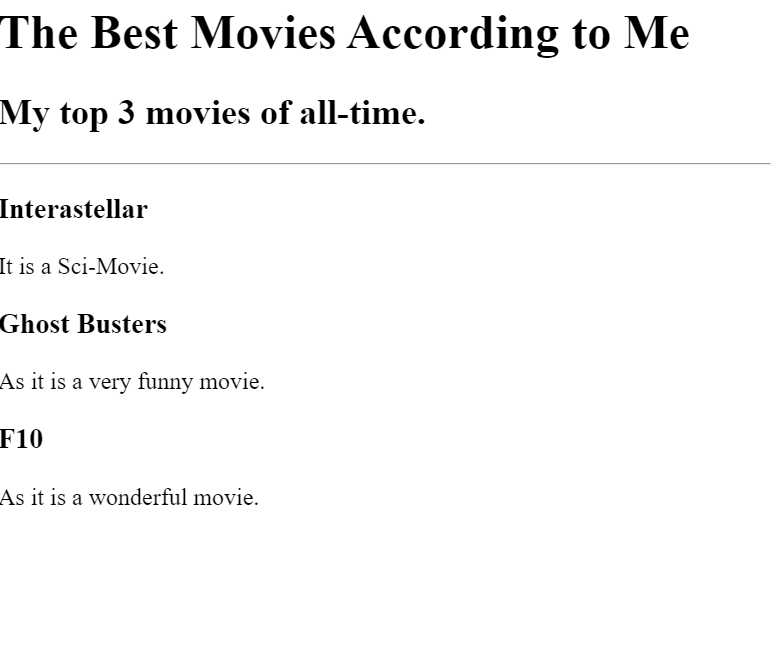 The Best Movies According to Me
My top 3 movies of all-time.
Interastellar
It is a Sci-Movie.
Ghost Busters
As it is a very funny movie.
F10
As it is a wonderful movie.